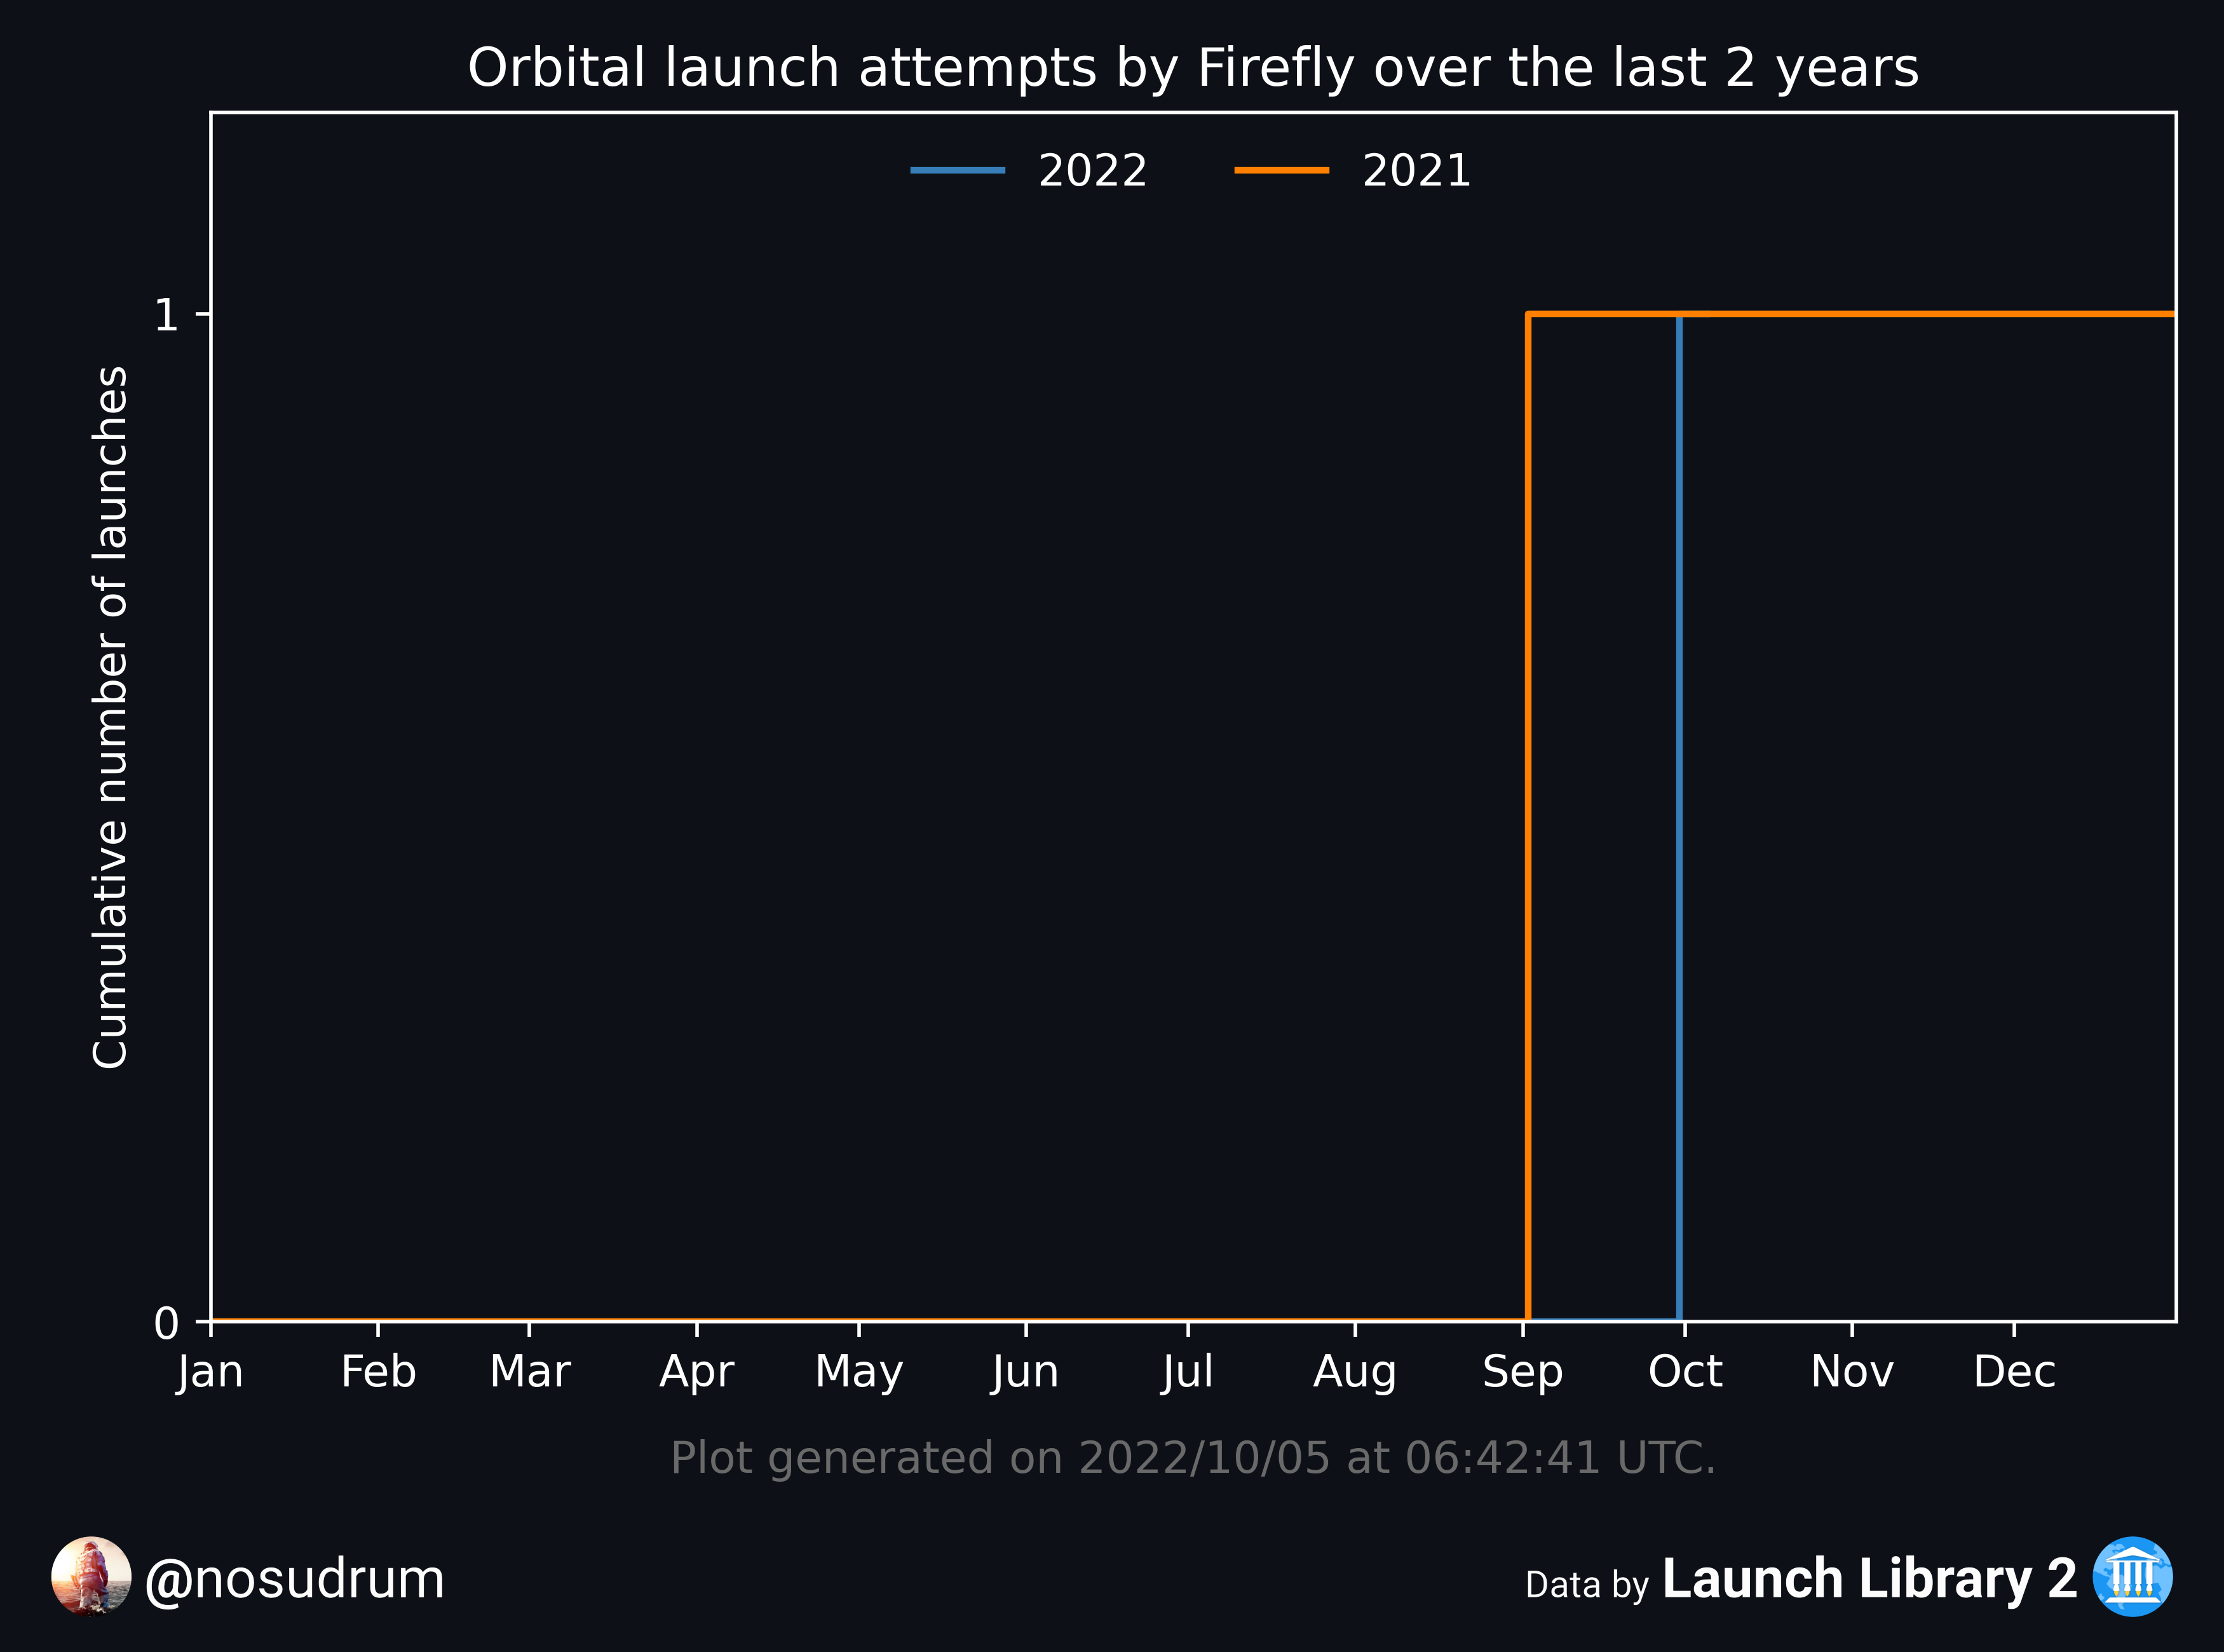 Orbital launch attempts by Firefly over the last 2 years
2022 2021
Cumulative number of launches
1
0
Jan Feb Mar Apr May Jun Jul Aug Sep Oct Nov Dec
Plot generated on 2022/10/05 at 06:42:41 UTC.
@nosudrum
Data by Launch Library 2